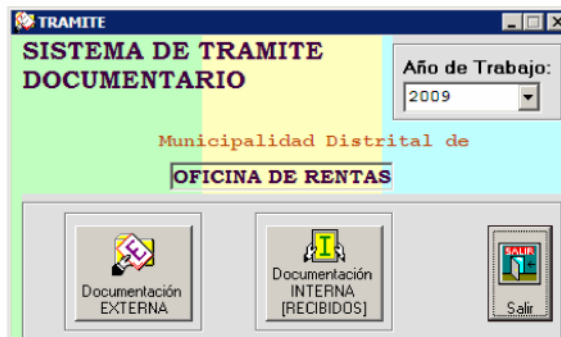 TRAMITE
SISTEMA DE TRAMITE
DOCUMENTARIO
Año de Trabajo:
2009
Municipalidad Distrital de
OFICINA DE RENTAS
E
Documentación
EXTERNA
I
Documentación
INTERNA
[RECIBIDOS]
SALIR
Salir